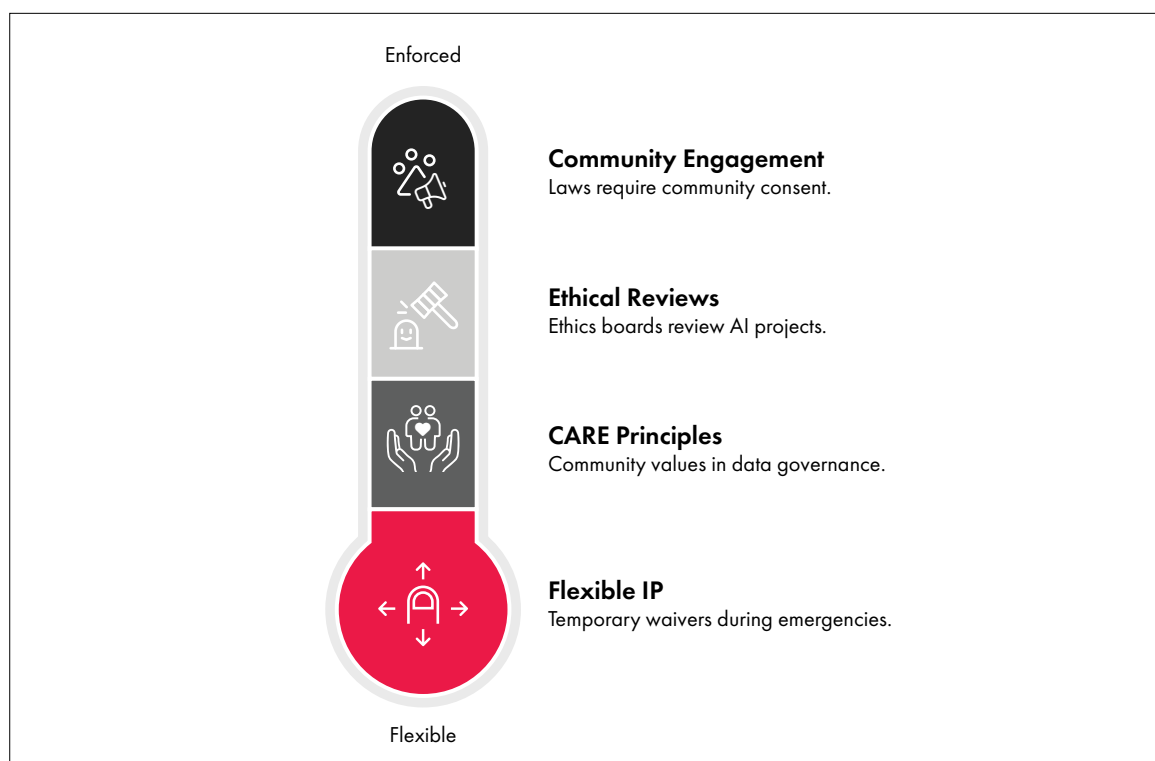 Enforced
Community Engagement
Laws require community consent.
Ethical Reviews
Ethics boards review AI projects.
CARE Principles
Community values in data governance.
Flexible IP
Temporary waivers during emergencies.
Flexible